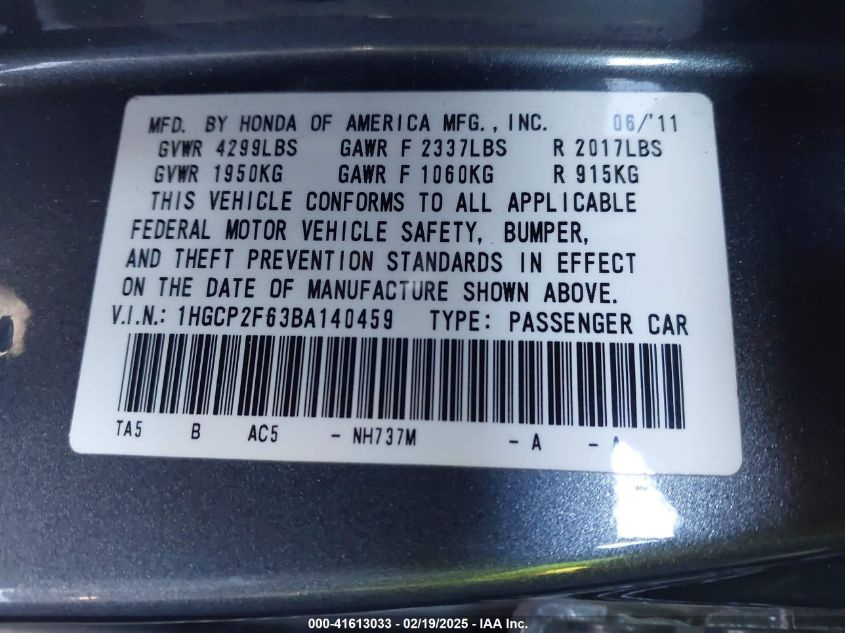 MFD. BY HONDA OF AMERICA MFG., INC. 06/'11
GVWR 4299LBS GAWR F 2337LBS R 2017LBS
GVWR 1950KG GAWR F 1060KG R 915KG
THIS VEHICLE CONFORMS TO ALL APPLICABLE
FEDERAL MOTOR VEHICLE SAFETY, BUMPER,
AND THEFT PREVENTION STANDARDS IN EFFECT
ON THE DATE OF MANUFACTURE SHOWN ABOVE.
V.I.N.: 1HGCP2F63BA140459 TYPE: PASSENGER CAR
TA5 B AC5 - NH737M - A - A
000-41613033 - 02/19/2025 - IAA Inc.